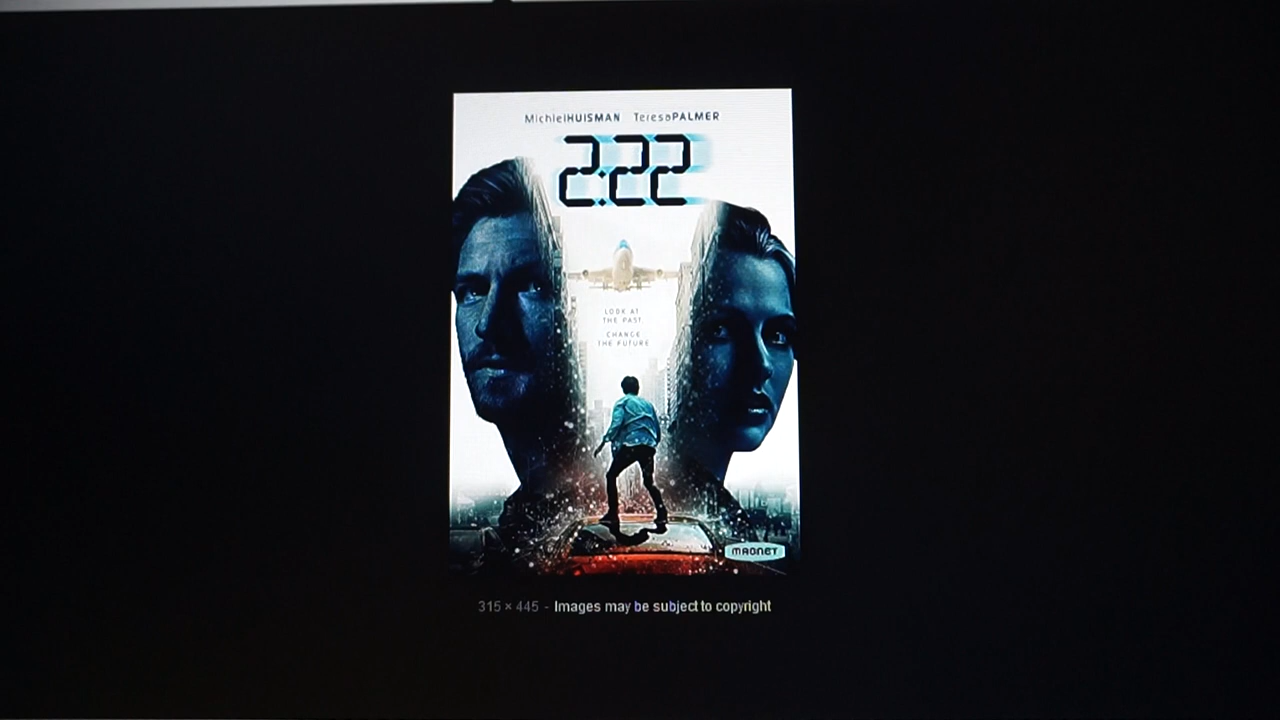 MichielHUISMAN TeresaPALMER
2:22
LOOK AT
THE PAST
CHANGE
THE FUTURE
MAGNET
315 × 445 - Images may be subject to copyright